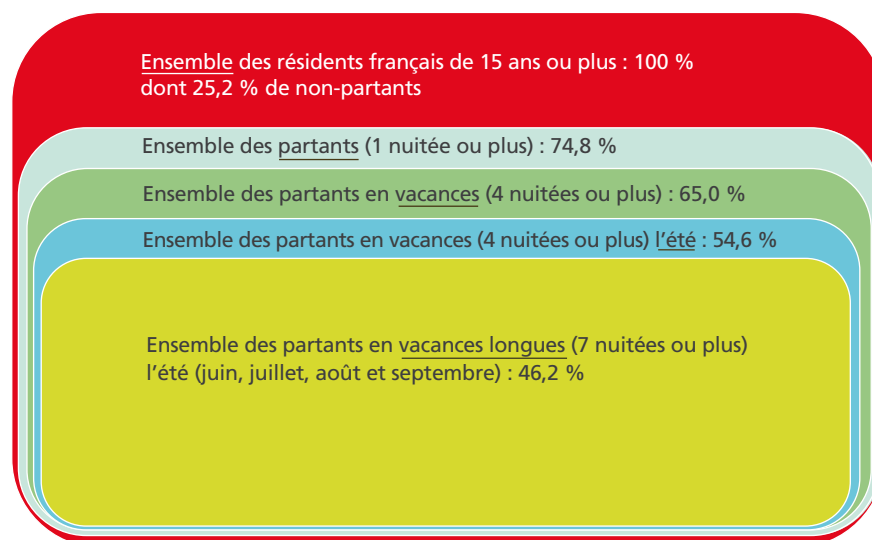 Ensemble des résidents français de 15 ans ou plus : 100 %
dont 25,2 % de non-partants
Ensemble des partants (1 nuitée ou plus) : 74,8 %
Ensemble des partants en vacances (4 nuitées ou plus) : 65,0 %
Ensemble des partants en vacances (4 nuitées ou plus) l’été : 54,6 %
Ensemble des partants en vacances longues (7 nuitées ou plus)
l’été (juin, juillet, août et septembre) : 46,2 %